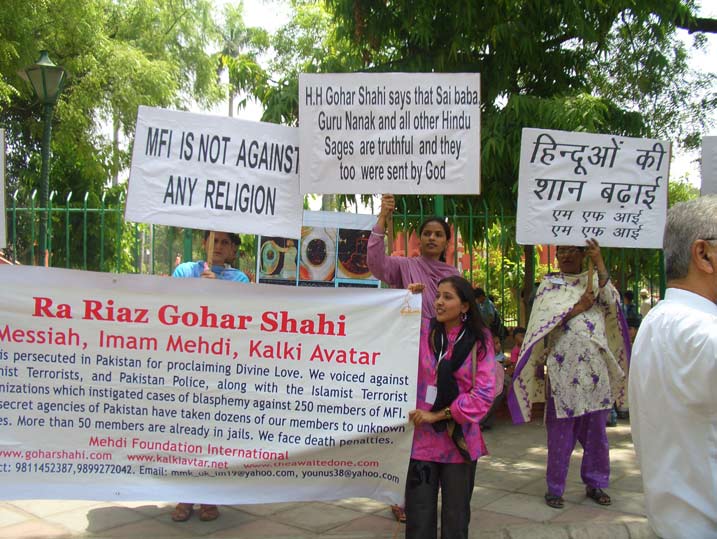 MFI IS NOT AGAINST
ANY RELIGION
H.H Gohar Shahi says that Sai baba,
Guru Nanak and all other Hindu
Sages are truthful and they
too were sent by God
हिन्दूओं की
शान बढ़ाई
एम एफ आई
एम एफ आई
Ra Riaz Gohar Shahi
Messiah, Imam Mehdi, Kalki Avatar
is persecuted in Pakistan for proclaiming Divine Love. We voiced against
Terrorists, and Pakistan Police, along with the Islamist Terrorist
which instigated cases of blasphemy against 250 members of MFI.
secret agencies of Pakistan have taken dozens of our members to unknown
More than 50 members are already in jails. We face death penalties.
Mehdi Foundation International
www.goharshahi.com www.kalkiavtar.net www.theawaitedone.com
9811452387,9899272042. Email: mmk_uk_un19@yahoo.com, younus38@yahoo.com